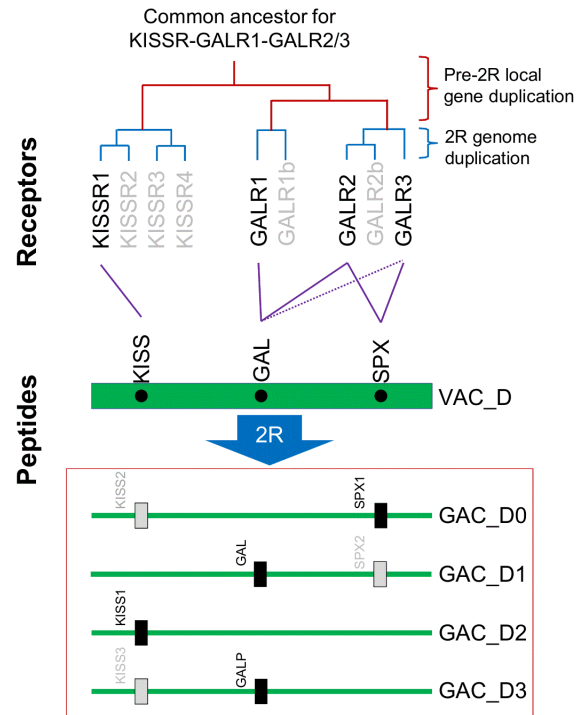 Common ancestor for
KISSR-GALR1-GALR2/3
Pre-2R local
gene duplication
2R genome
duplication
Receptors
KISSR1
KISSR2
KISSR3
KISSR4
GALR1
GALR1b
GALR2
GALR2b
GALR3
Peptides
KISS
GAL
SPX
VAC_D
2R
KISS2
SPX1
GAC_D0
GAL
SPX2
GAC_D1
KISS1
GAC_D2
KISS3
GALP
GAC_D3